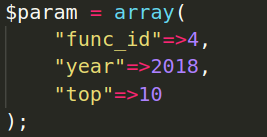 $param = array(
    "func_id"=>4,
    "year"=>2018,
    "top"=>10
);